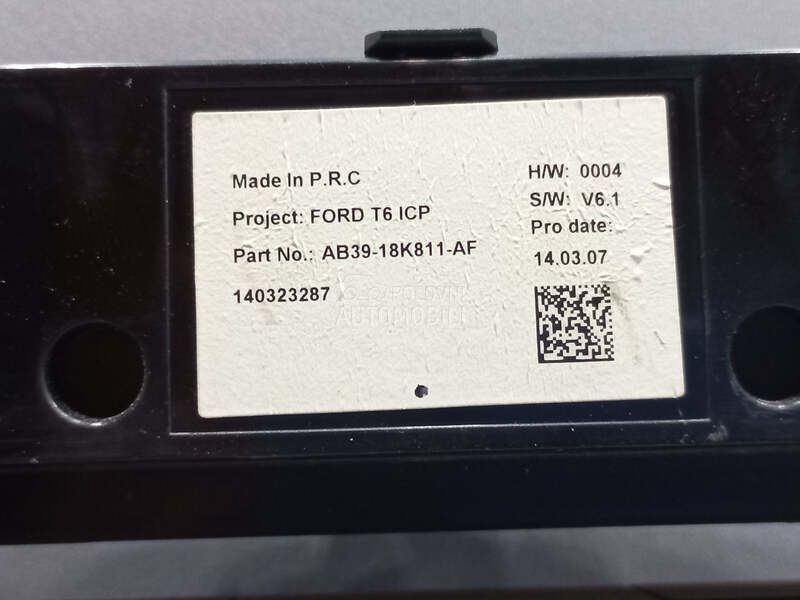 Made In P.R.C
Project: FORD T6 ICP
Part No.: AB39-18K811-AF
140323287
H/W: 0004
S/W: V6.1
Pro date:
14.03.07
AUTOMOBILI